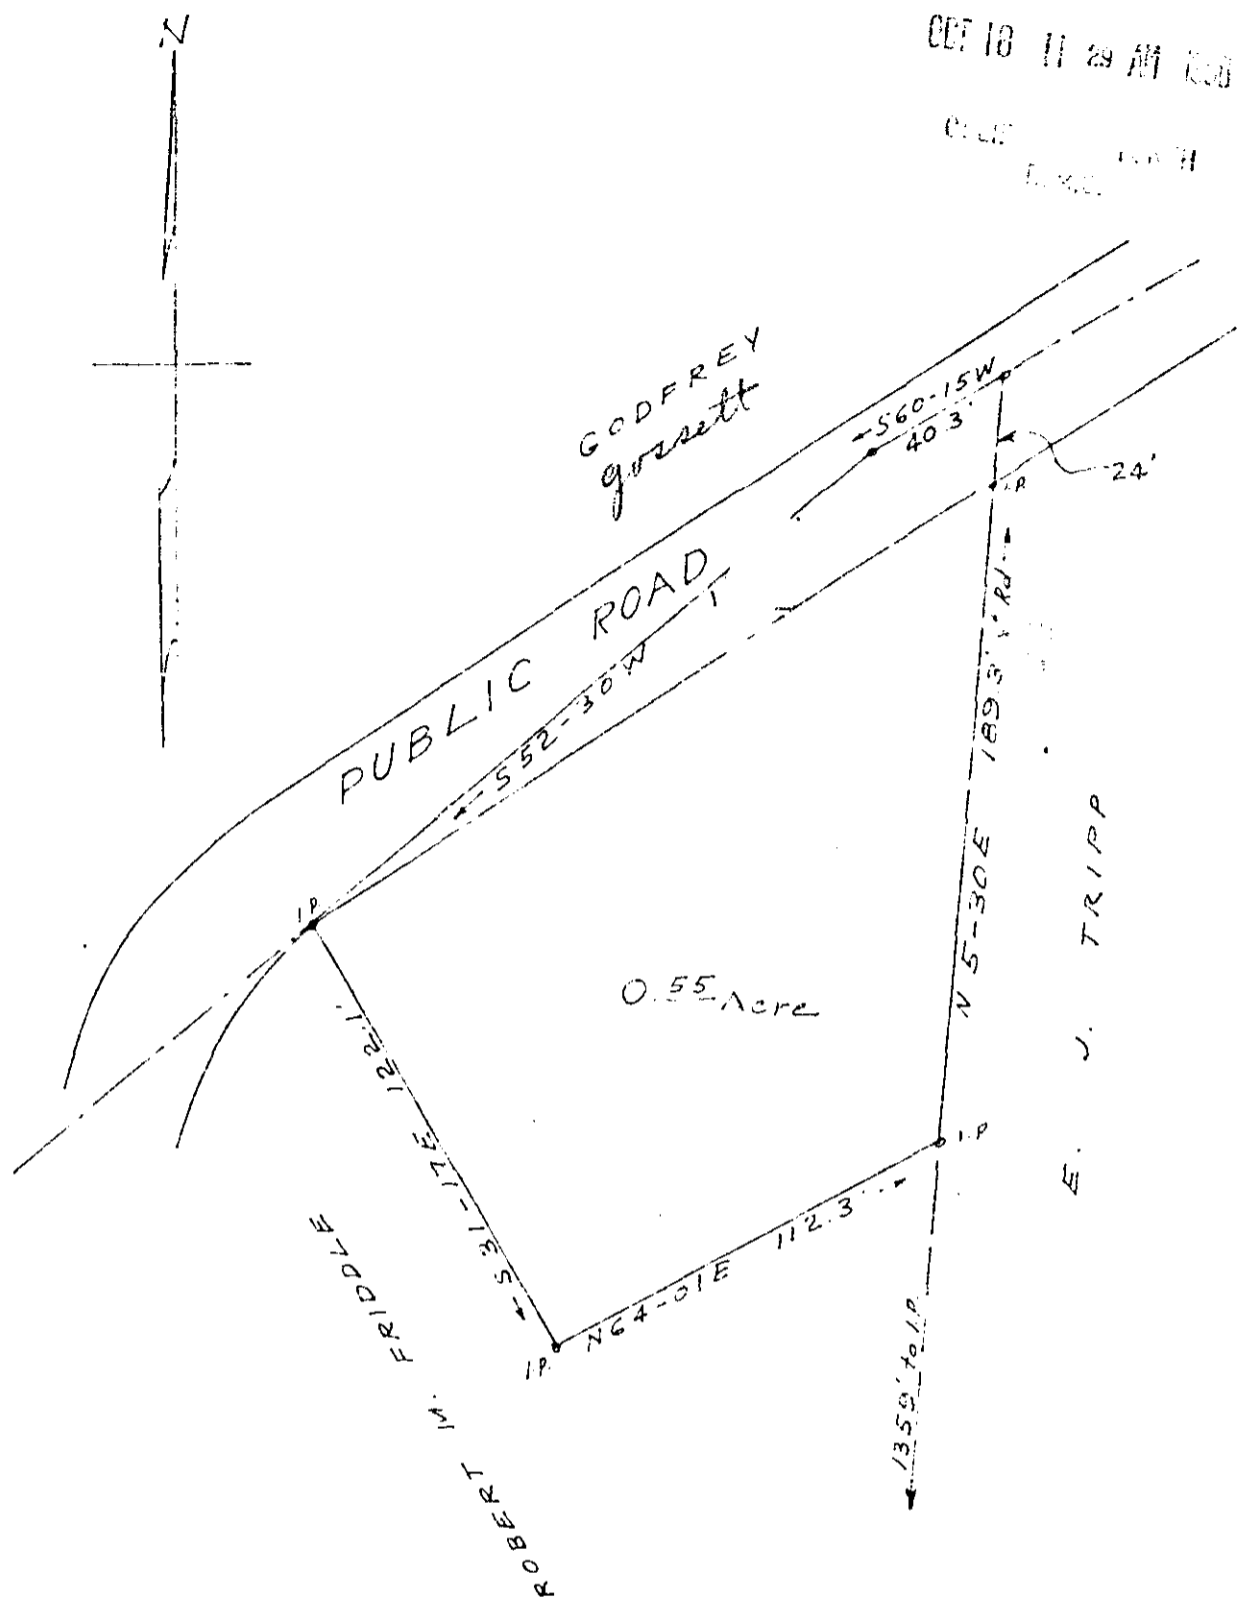 N
OCT 18 11 29 AM
GODFREY
gossett
S60-15W
40.3'
24'
I.P.
PUBLIC ROAD
S52-30W
189.3' x' Rd
N 5-30E
I.P.
0.55 Acre
E. J. TRIPP
122.1'
S31-17E
I.P.
112.3'
N64-01E
I.P.
ROBERT M. FRIDDLE
1359' to I.P.